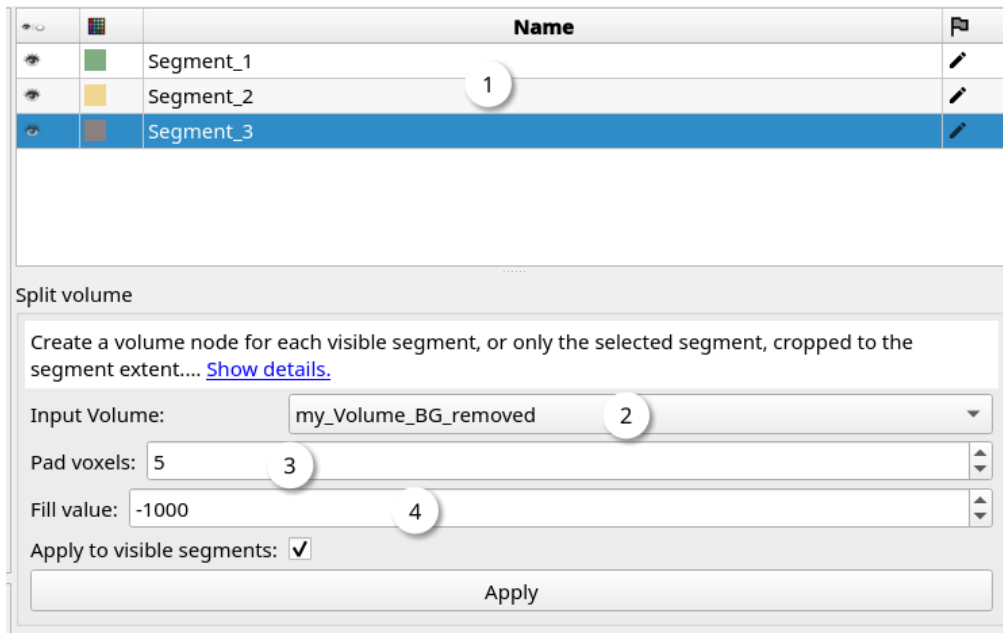 Name
Segment_1
1
Segment_2
Segment_3
Split volume
Create a volume node for each visible segment, or only the selected segment, cropped to the
segment extent.... Show details.
Input Volume: my_Volume_BG_removed 2
Pad voxels: 5 3
Fill value: -1000 4
Apply to visible segments:
Apply